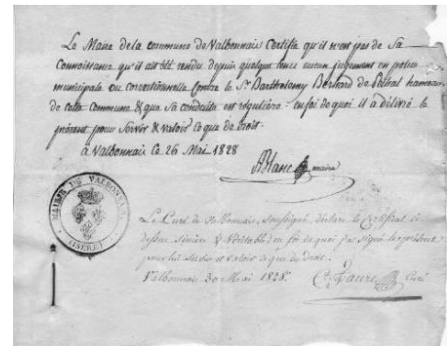 Le Maire de la commune de Valbonnais Certifie qu'il n'est pas de Sa
Connaissance qu'il ait été rendu depuis quelque tems aucun jugement en police
municipale ou correctionnelle Contre le Sr. Barthelemy Bernard de Péchal hameau
de cette Commune, & que Sa conduite est régulière. en foi de quoi il a délivré le
présent pour Servir & valoir ce que de Droit.
à Valbonnais le 26 Mai 1828
Blanc maire
MAIRIE DE VALBONNAIS
(ISERE)
Le Curé de Valbonnais, soussigné, déclare le Certificat ci
dessus Sincère & Véritable en foi de quoi j'ai signé le présent
pour lui Servir et valoir ce que de droit.
Valbonnais 30 Mai 1828.
Faure Curé